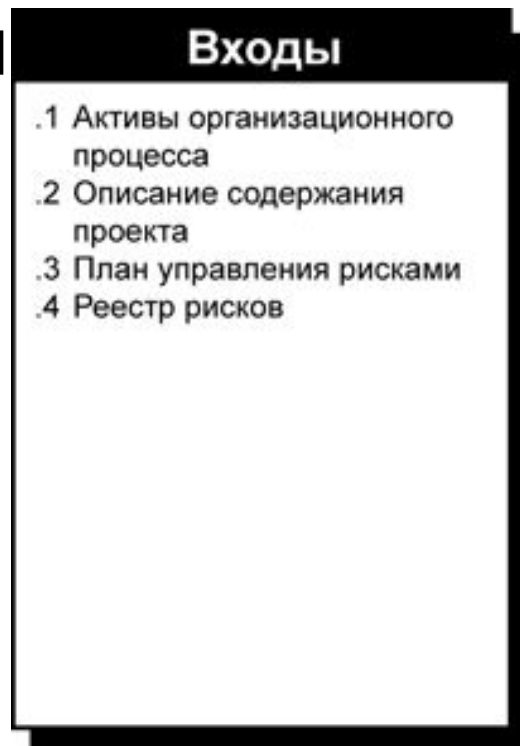 Входы
.1 Активы организационного
процесса
.2 Описание содержания
проекта
.3 План управления рисками
.4 Реестр рисков